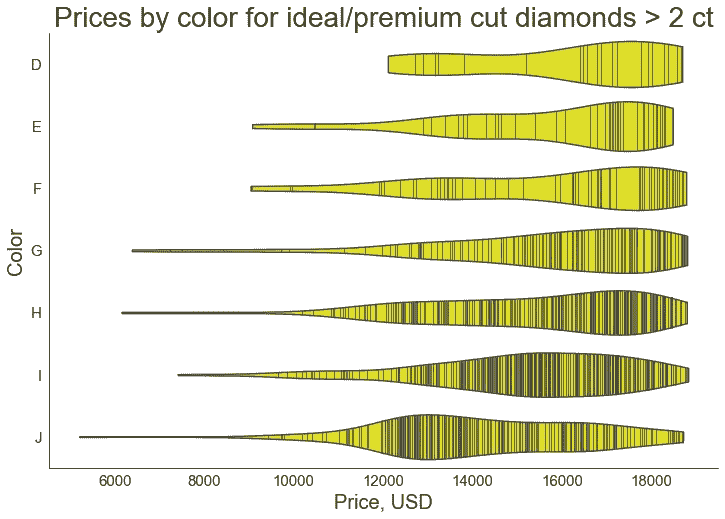 Prices by color for ideal/premium cut diamonds > 2 ct
D
E
F
G
H
I
J
Color
6000 8000 10000 12000 14000 16000 18000
Price, USD